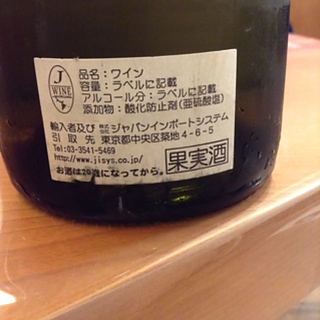 J
WINE
品名：ワイン
容量：ラベルに記載
アルコール分：ラベルに記載
添加物：酸化防止剤(亜硫酸塩)
輸入者及び 株式会社 ジャパンインポートシステム
引取先 東京都中央区築地4-6-5
Tel:03-3541-5469
http://www.jisys.co.jp/
果実酒
お酒は20歳になってから。